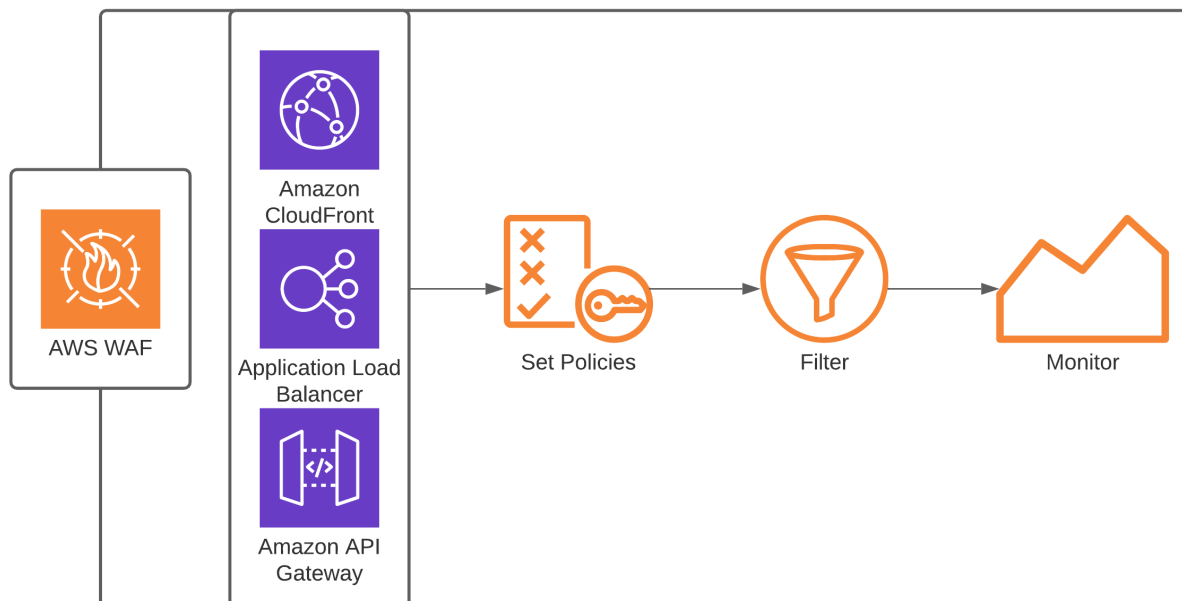 AWS WAF
Amazon
CloudFront
Application Load
Balancer
</>
Amazon API
Gateway
Set Policies
Filter
Monitor